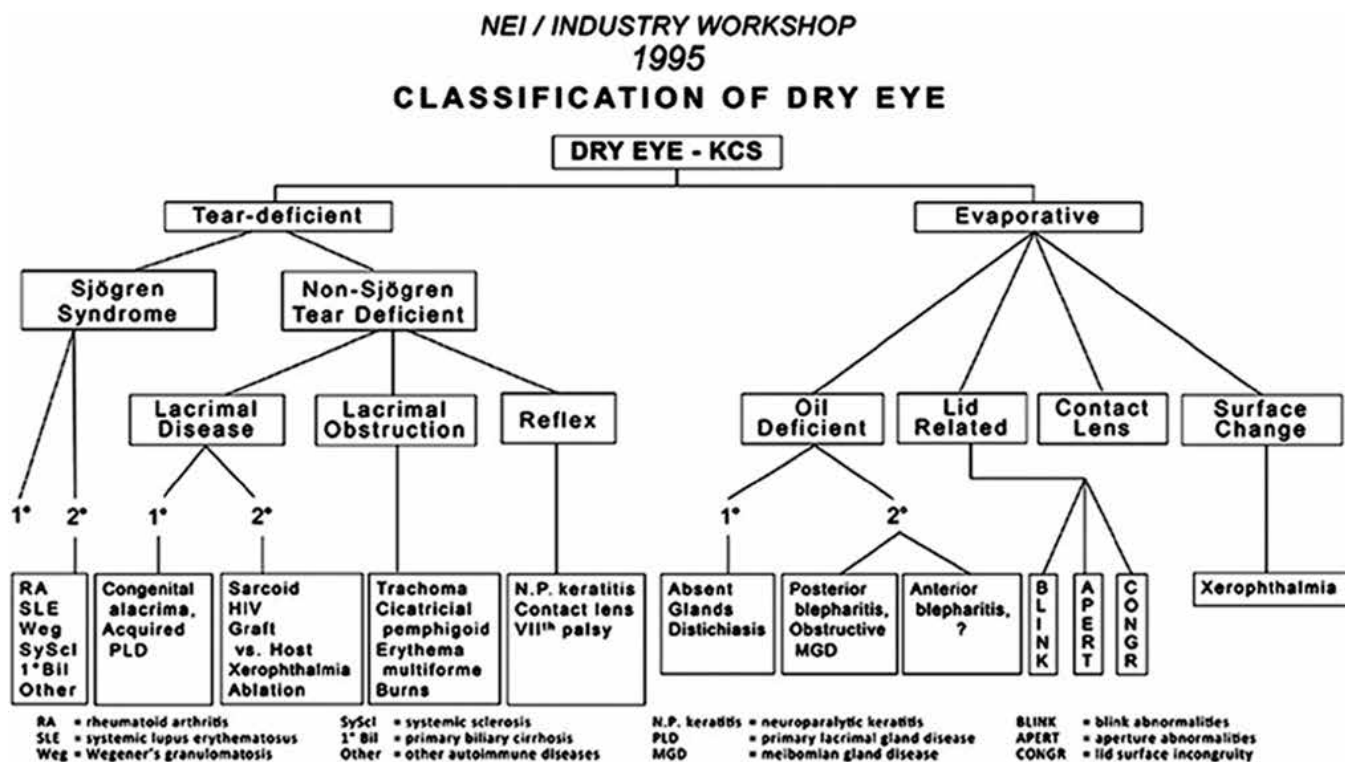 NEI / INDUSTRY WORKSHOP
1995
CLASSIFICATION OF DRY EYE
DRY EYE - KCS
Tear-deficient
Evaporative
Sjögren
Syndrome
Non-Sjögren
Tear Deficient
Lacrimal
Disease
Lacrimal
Obstruction
Reflex
Oil
Deficient
Lid
Related
Contact
Lens
Surface
Change
1° 2°
1° 2°
1° 2°
RA
SLE
Weg
SyScl
1°Bil
Other
Congenital
alacrima,
Acquired
PLD
Sarcoid
HIV
Graft
vs. Host
Xerophthalmia
Ablation
Trachoma
Cicatricial
pemphigoid
Erythema
multiforme
Burns
N.P. keratitis
Contact lens
VIIth palsy
Absent
Glands
Distichiasis
Posterior
blepharitis,
Obstructive
MGD
Anterior
blepharitis,
?
BLINK
APERT
CONGR
Xerophthalmia
RA = rheumatoid arthritis
SLE = systemic lupus erythematosus
Weg = Wegener's granulomatosis
SyScl = systemic sclerosis
1° Bil = primary biliary cirrhosis
Other = other autoimmune diseases
N.P. keratitis = neuroparalytic keratitis
PLD = primary lacrimal gland disease
MGD = meibomian gland disease
BLINK = blink abnormalities
APERT = aperture abnormalities
CONGR = lid surface incongruity